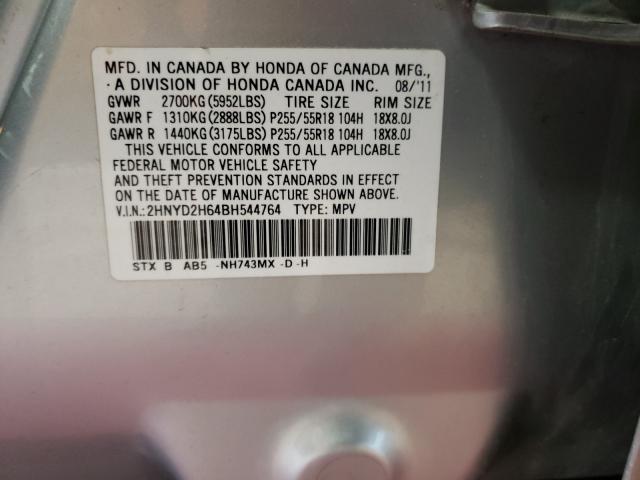 MFD. IN CANADA BY HONDA OF CANADA MFG.,
·A DIVISION OF HONDA CANADA INC. 08/'11
GVWR 2700KG(5952LBS) TIRE SIZE RIM SIZE
GAWR F 1310KG(2888LBS) P255/55R18 104H 18X8.0J
GAWR R 1440KG(3175LBS) P255/55R18 104H 18X8.0J
THIS VEHICLE CONFORMS TO ALL APPLICABLE
FEDERAL MOTOR VEHICLE SAFETY
AND THEFT PREVENTION STANDARDS IN EFFECT
ON THE DATE OF MANUFACTURE SHOWN ABOVE.
V.I.N.:2HNYD2H64BH544764 TYPE: MPV
STX B AB5 -NH743MX -D -H